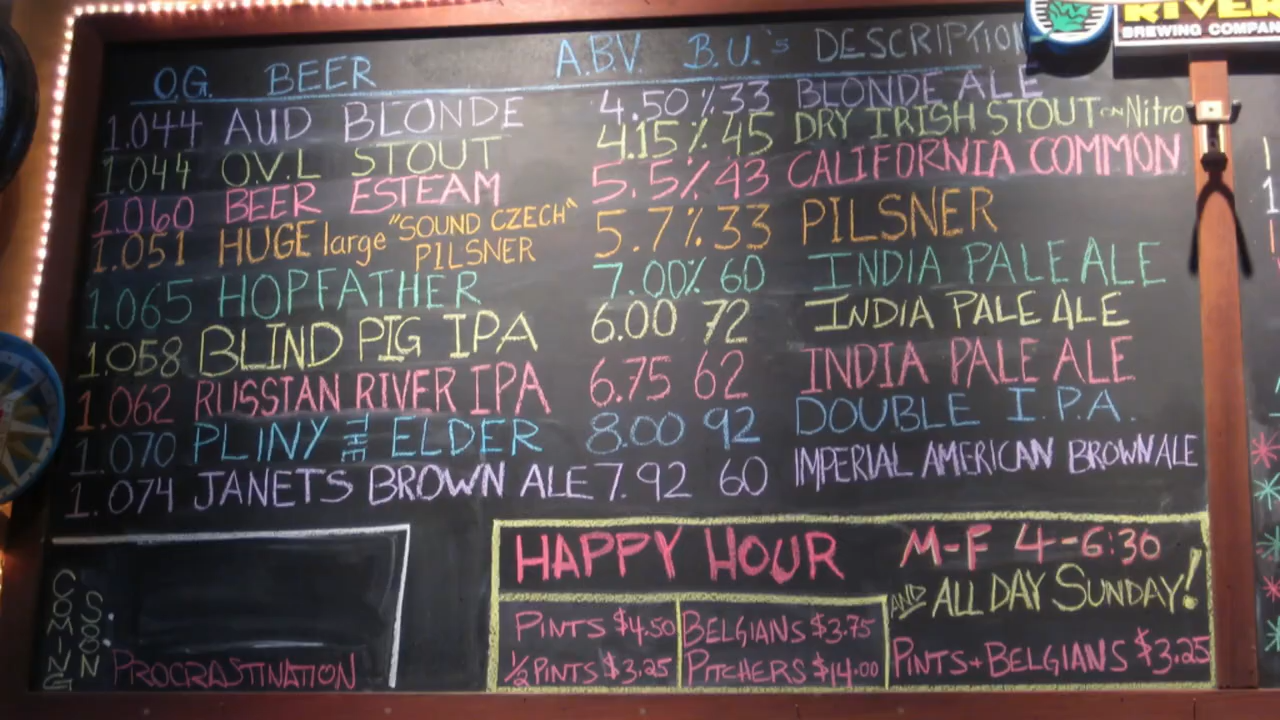 RIVER
BREWING COMPANY
O.G. BEER A.B.V. B.U.'s DESCRIPTION
1.044 AUD BLONDE 4.50% 33 BLONDE ALE
1.044 OV.L STOUT 4.15% 45 DRY IRISH STOUT on Nitro
1.060 BEER ESTEAM 5.5% 43 CALIFORNIA COMMON
1.051 HUGE large "SOUND CZECH" PILSNER 5.7% 33 PILSNER
1.065 HOPFATHER 7.00% 60 INDIA PALE ALE
1.058 BLIND PIG IPA 6.00 72 INDIA PALE ALE
1.062 RUSSIAN RIVER IPA 6.75 62 INDIA PALE ALE
1.070 PLINY THE ELDER 8.00 92 DOUBLE I.P.A.
1.074 JANETS BROWN ALE 7.92 60 IMPERIAL AMERICAN BROWN ALE
COMING SOON:
PROCRASTINATION
HAPPY HOUR M-F 4-6:30
AND ALL DAY SUNDAY!
PINTS $4.50 BELGIANS $3.75
½ PINTS $3.25 PITCHERS $14.00 PINTS + BELGIANS $3.25